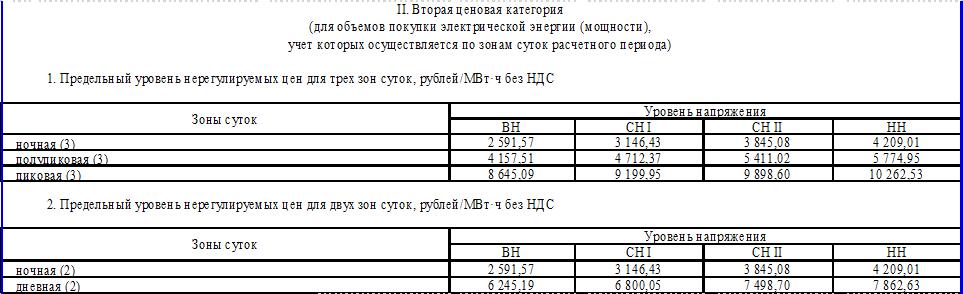 II. Вторая ценовая категория
(для объемов покупки электрической энергии (мощности),
учет которых осуществляется по зонам суток расчетного периода)
1. Предельный уровень нерегулируемых цен для трех зон суток, рублей/МВт·ч без НДС
Зоны суток Уровень напряжения
ВН СН I СН II НН
ночная (3) 2 591,57 3 146,43 3 845,08 4 209,01
полупиковая (3) 4 157,51 4 712,37 5 411,02 5 774,95
пиковая (3) 8 645,09 9 199,95 9 898,60 10 262,53
2. Предельный уровень нерегулируемых цен для двух зон суток, рублей/МВт·ч без НДС
Зоны суток Уровень напряжения
ВН СН I СН II НН
ночная (2) 2 591,57 3 146,43 3 845,08 4 209,01
дневная (2) 6 245,19 6 800,05 7 498,70 7 862,63